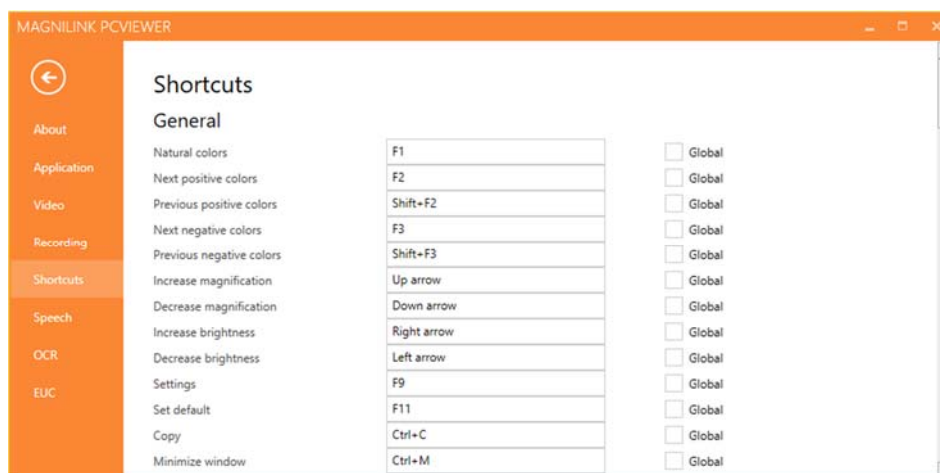 MAGNILINK PCVIEWER
About
Application
Video
Recording
Shortcuts
Speech
OCR
EUC
Shortcuts
General
Natural colors F1 Global
Next positive colors F2 Global
Previous positive colors Shift+F2 Global
Next negative colors F3 Global
Previous negative colors Shift+F3 Global
Increase magnification Up arrow Global
Decrease magnification Down arrow Global
Increase brightness Right arrow Global
Decrease brightness Left arrow Global
Settings F9 Global
Set default F11 Global
Copy Ctrl+C Global
Minimize window Ctrl+M Global